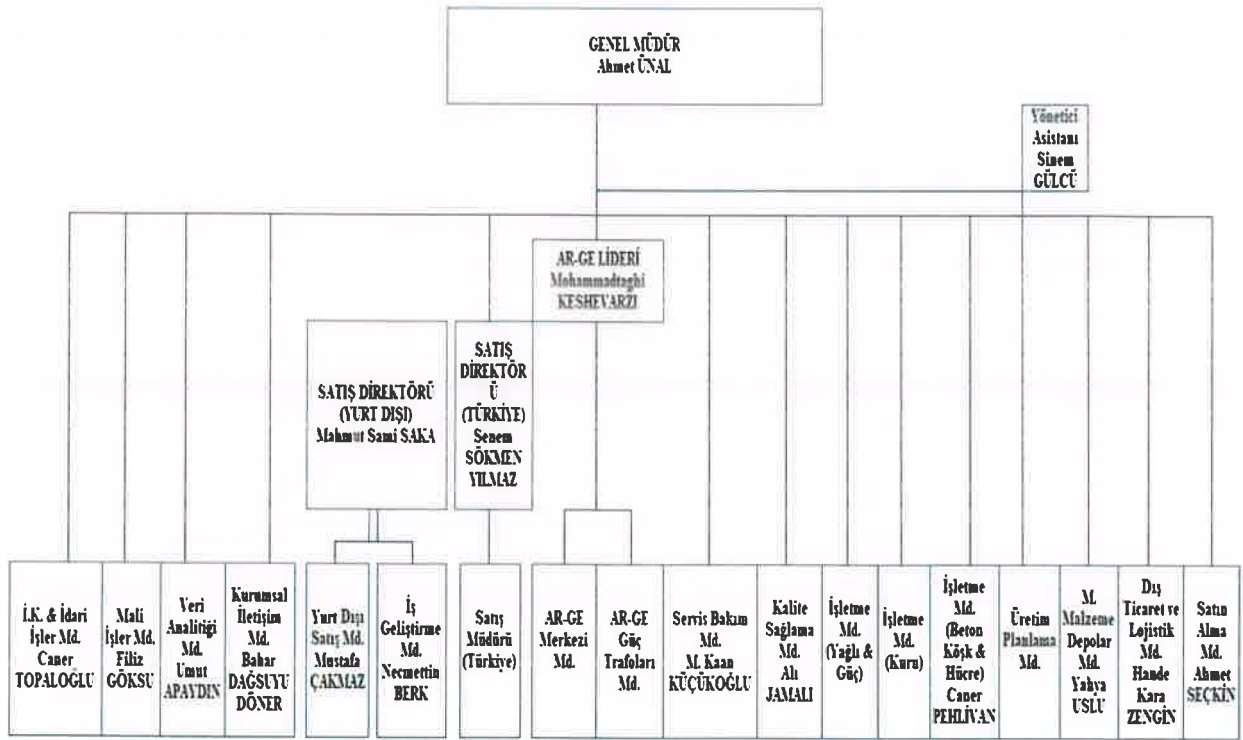 GENEL MÜDÜR
Ahmet ÜNAL
Yönetici
Asistanı
Sinem
GÜLCÜ
AR-GE LİDERİ
Mohammadtaghi
KESHEVARZI
SATIŞ DİREKTÖRÜ
(YURT DIŞI)
Mahmut Sami SAKA
SATIŞ
DİREKTÖR
Ü
(TÜRKİYE)
Senem
SÖKMEN
YILMAZ
İ.K. & İdari
İşler Md.
Caner
TOPALOĞLU
Mali
İşler Md.
Filiz
GÖKSU
Veri
Analitiği
Md.
Umut
APAYDIN
Kurumsal
İletişim
Md.
Bahar
DAĞSUYU
DÖNER
Yurt Dışı
Satış Md.
Mustafa
ÇAKMAZ
İş
Geliştirme
Md.
Necmettin
BERK
Satış
Müdürü
(Türkiye)
AR-GE
Merkezi
Md.
AR-GE
Güç
Trafoları
Md.
Servis Bakım
Md.
M. Kaan
KÜÇÜKOĞLU
Kalite
Sağlama
Md.
Ali
JAMALI
İşletme
Md.
(Yağlı &
Güç)
İşletme
Md.
(Kuru)
İşletme
Md.
(Beton
Köşk &
Hücre)
Caner
PEHLİVAN
Üretim
Planlama
Md.
M.
Malzeme
Depolar
Md.
Yahya
USLU
Dış
Ticaret ve
Lojistik
Md.
Hande
Kara
ZENGİN
Satın
Alma
Md.
Ahmet
SEÇKİN